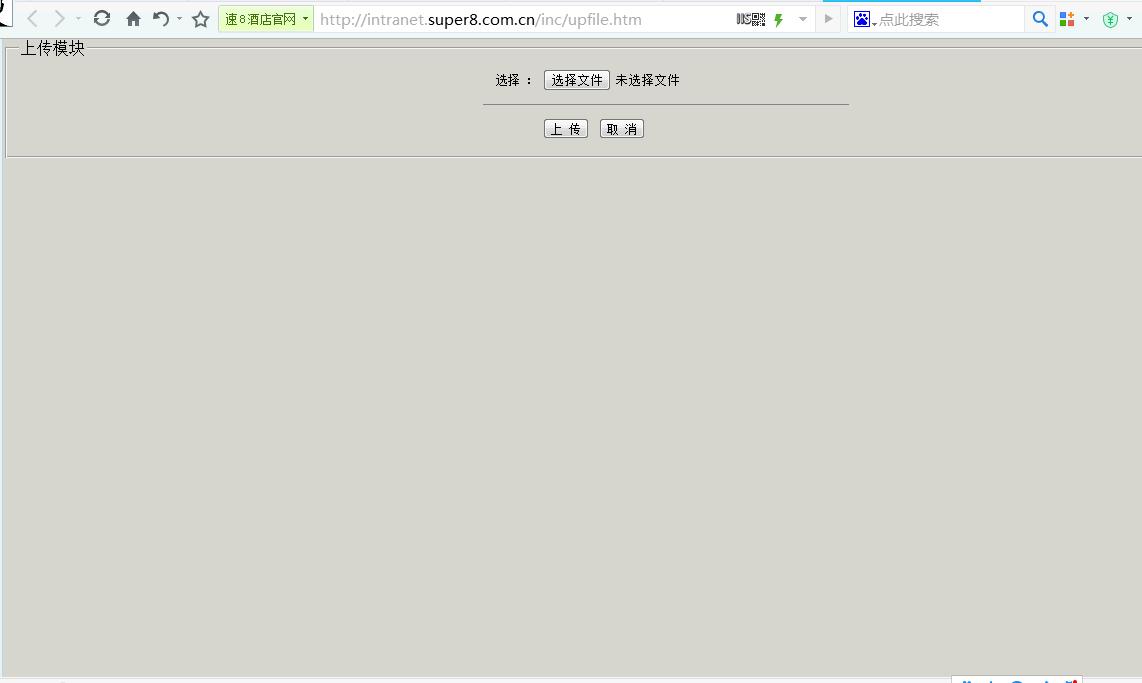 速8酒店官网
http://intranet.super8.com.cn/inc/upfile.htm
点此搜索
上传模块
选择 : 选择文件 未选择文件
上 传 取 消